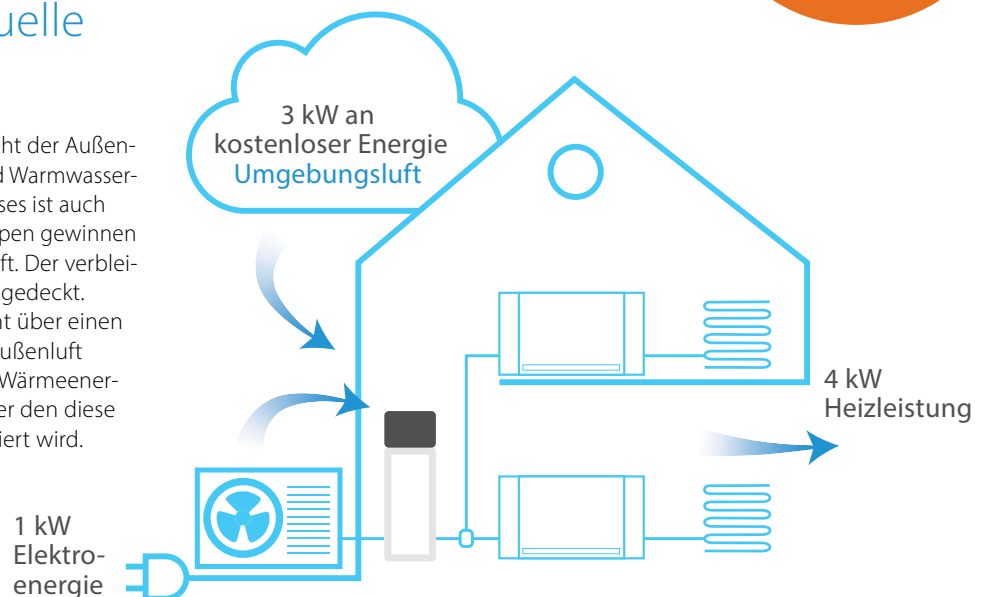 uelle
ht der Außen-
d Warmwasser-
ses ist auch
pen gewinnen
ft. Der verblei-
gedeckt.
ht über einen
ußenluft
Wärmeener-
er den diese
iert wird.
3 kW an
kostenloser Energie
Umgebungsluft
4 kW
Heizleistung
1 kW
Elektro-
energie